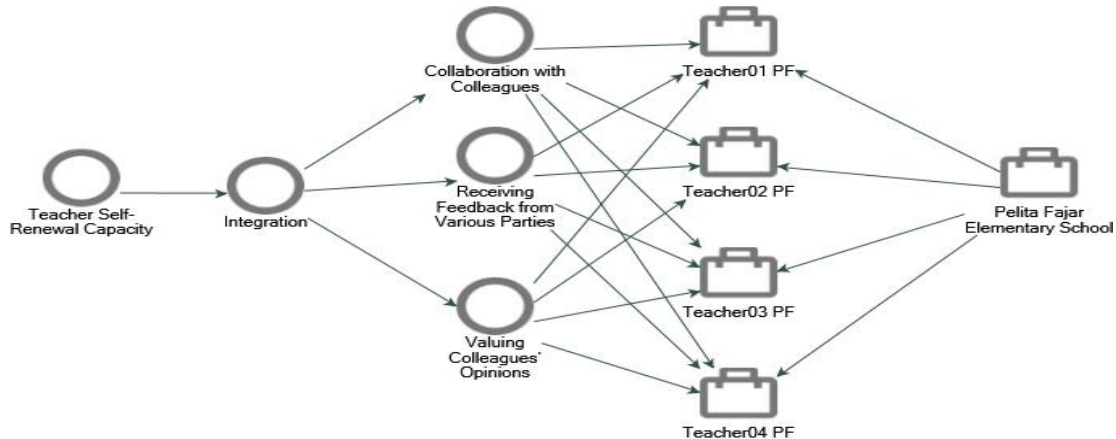 Collaboration with
Colleagues
Teacher01 PF
Teacher Self-
Renewal Capacity
Integration
Receiving
Feedback from
Various Parties
Teacher02 PF
Pelita Fajar
Elementary School
Valuing
Colleagues'
Opinions
Teacher03 PF
Teacher04 PF